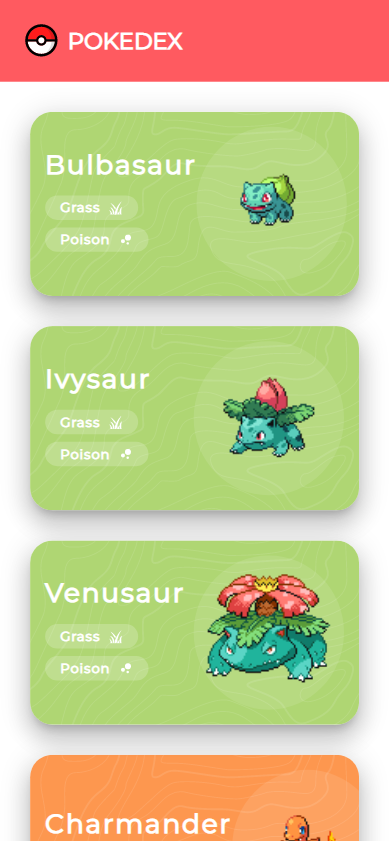 POKEDEX
Bulbasaur
Grass
Poison
Ivysaur
Grass
Poison
Venusaur
Grass
Poison
Charmander